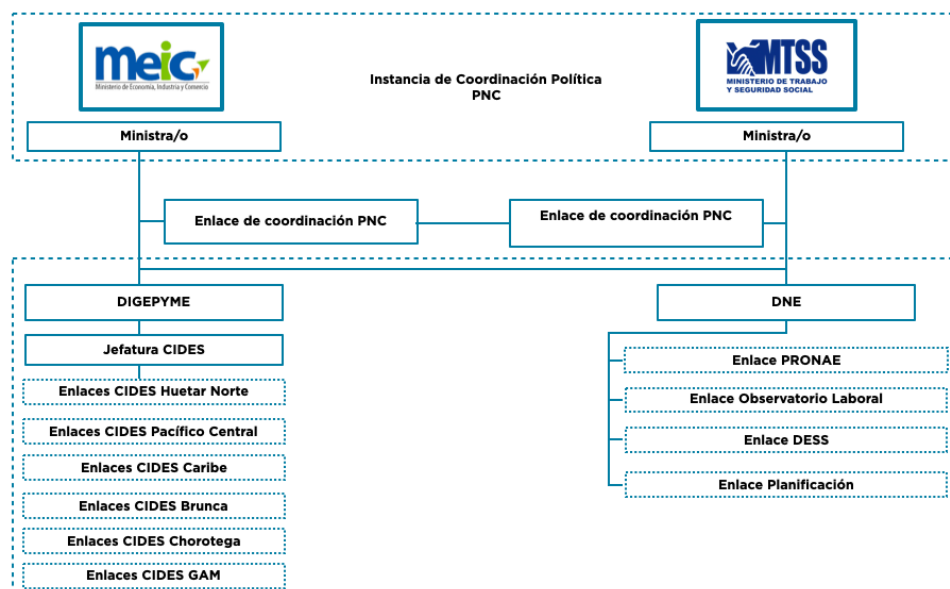 meic
Ministerio de Economía, Industria y Comercio
Instancia de Coordinación Política
PNC
MTSS
MINISTERIO DE TRABAJO
Y SEGURIDAD SOCIAL
Ministra/o
Ministra/o
Enlace de coordinación PNC
Enlace de coordinación PNC
DIGEPYME
DNE
Jefatura CIDES
Enlaces CIDES Huetar Norte
Enlaces CIDES Pacífico Central
Enlaces CIDES Caribe
Enlaces CIDES Brunca
Enlaces CIDES Chorotega
Enlaces CIDES GAM
Enlace PRONAE
Enlace Observatorio Laboral
Enlace DESS
Enlace Planificación